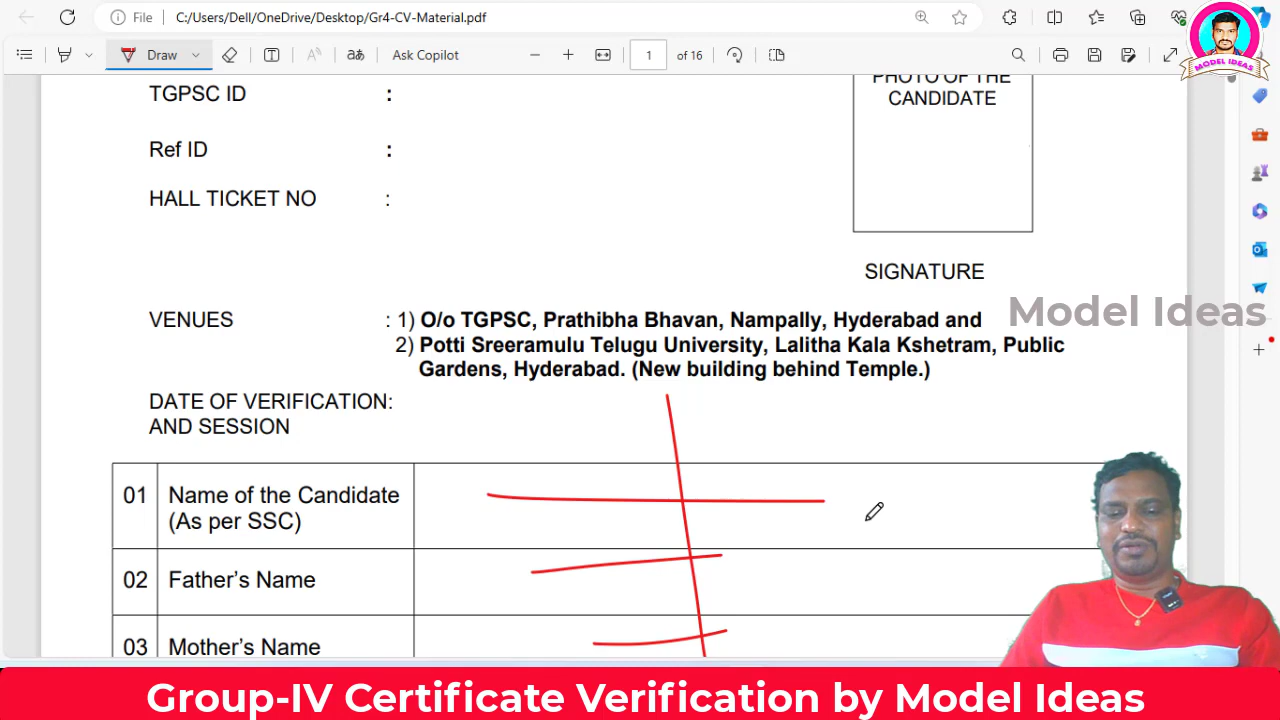 File C:/Users/Dell/OneDrive/Desktop/Gr4-CV-Material.pdf
Draw aあ Ask Copilot 1 of 16
MODEL IDEAS
PHOTO OF THE
CANDIDATE
TGPSC ID :
Ref ID :
HALL TICKET NO :
SIGNATURE
Model Ideas
VENUES : 1) O/o TGPSC, Prathibha Bhavan, Nampally, Hyderabad and
2) Potti Sreeramulu Telugu University, Lalitha Kala Kshetram, Public
Gardens, Hyderabad. (New building behind Temple.)
DATE OF VERIFICATION:
AND SESSION
01 Name of the Candidate
(As per SSC)
02 Father's Name
03 Mother's Name
Group-IV Certificate Verification by Model Ideas